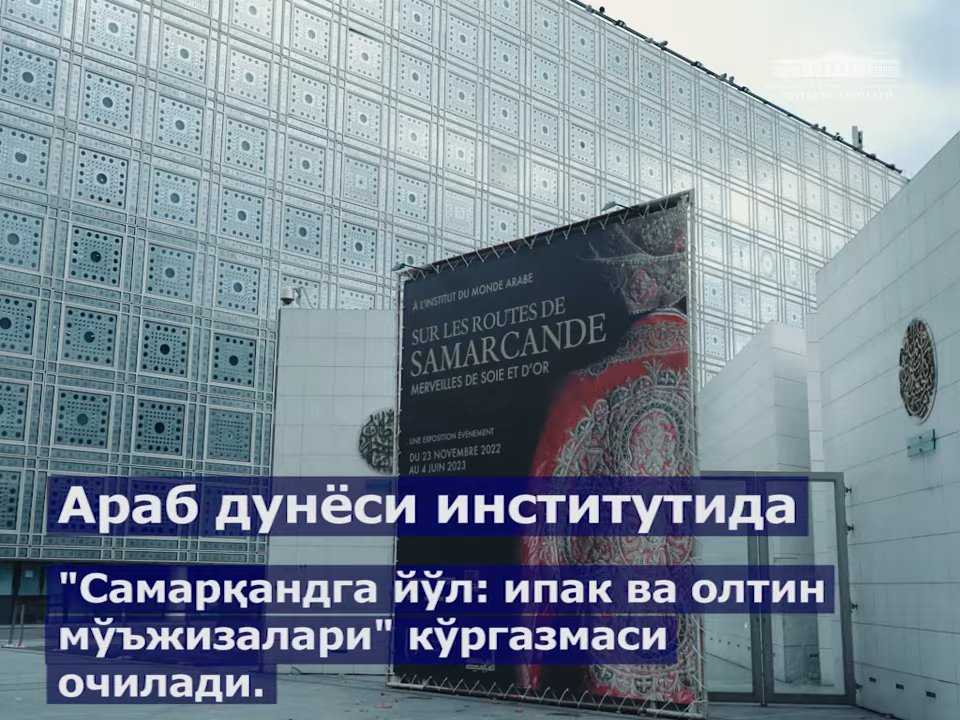 À L'INSTITUT DU MONDE ARABE
SUR LES ROUTES DE
SAMARCANDE
MERVEILLES DE SOIE ET D'OR
UNE EXPOSITION ÉVÈNEMENT
DU 23 NOVEMBRE 2022
AU 4 JUIN 2023
Араб дунёси институтида
"Самарқандга йўл: ипак ва олтин
мўъжизалари" кўргазмаси
очилади.